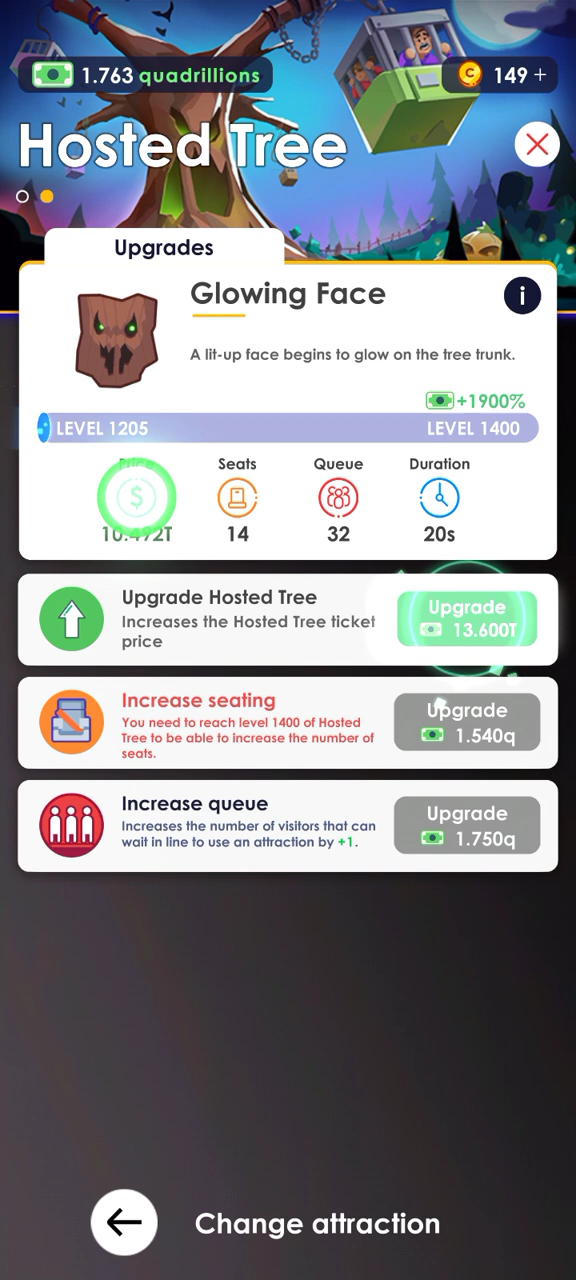 1.763 quadrillions
149 +
Hosted Tree
Upgrades
Glowing Face
i
A lit-up face begins to glow on the tree trunk.
+1900%
LEVEL 1205
LEVEL 1400
Price
Seats
Queue
Duration
10.492T
14
32
20s
Upgrade Hosted Tree
Increases the Hosted Tree ticket
price
Upgrade
13.600T
Increase seating
You need to reach level 1400 of Hosted
Tree to be able to increase the number of
seats.
Upgrade
1.540q
Increase queue
Increases the number of visitors that can
wait in line to use an attraction by +1.
Upgrade
1.750q
Change attraction